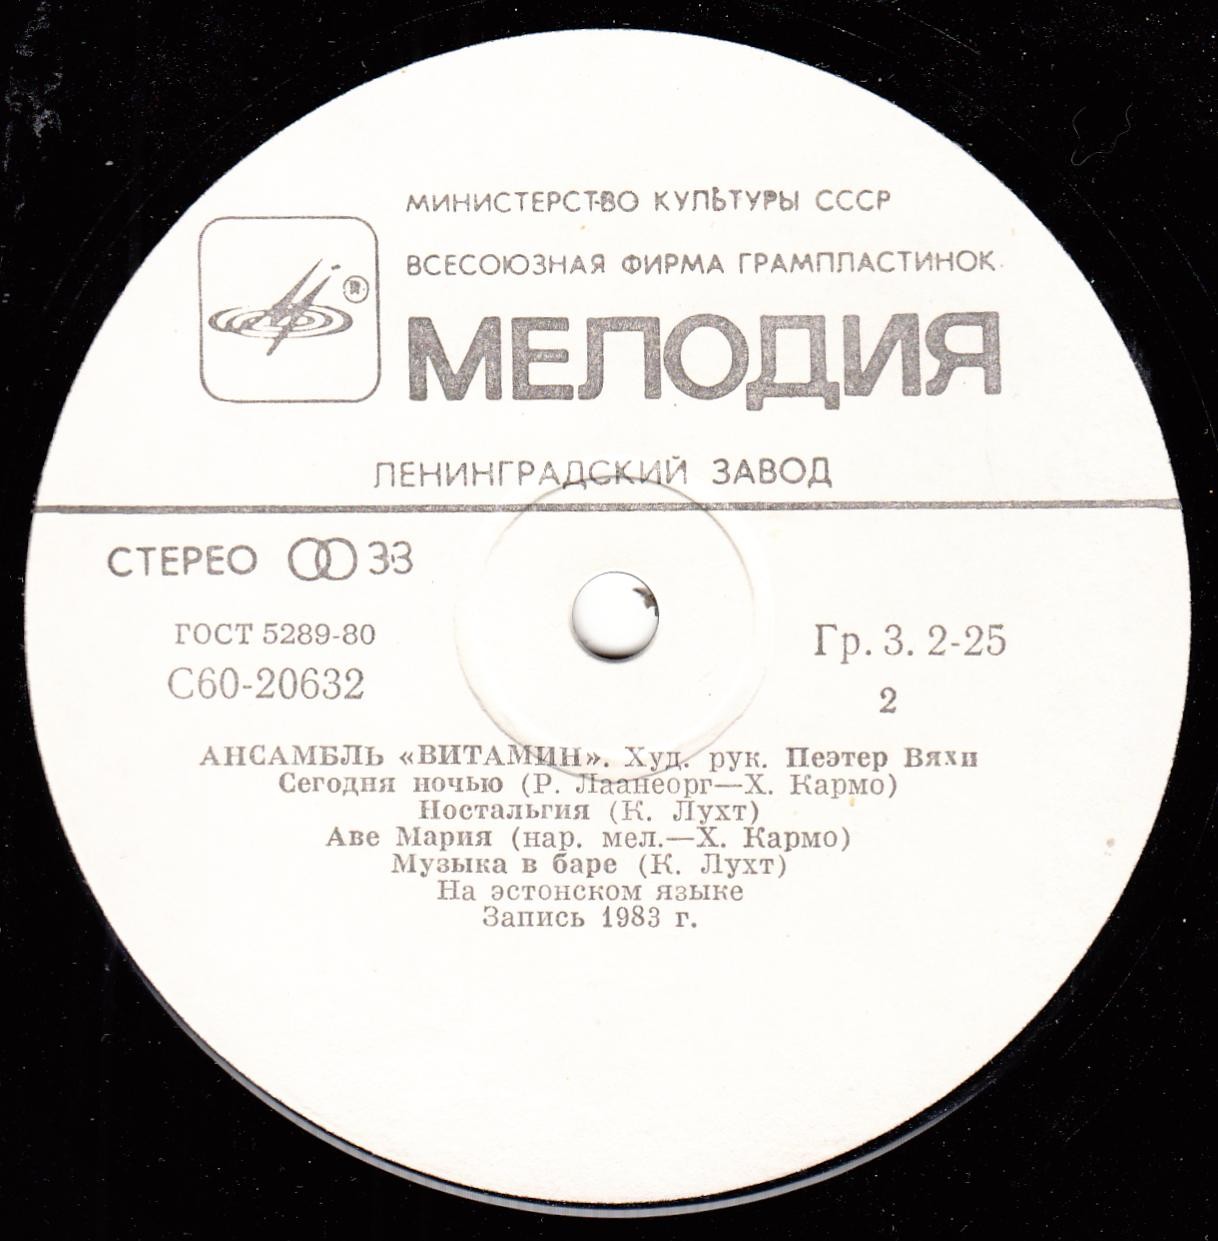 МИНИСТЕРСТВО КУЛЬТУРЫ СССР
ВСЕСОЮЗНАЯ ФИРМА ГРАМПЛАСТИНОК
®
МЕЛОДИЯ
ЛЕНИНГРАДСКИЙ ЗАВОД
СТЕРЕО 33
ГОСТ 5289-80
С60-20632
Гр. 3. 2-25
2
АНСАМБЛЬ «ВИТАМИН». Худ. рук. Пеэтер Вяхи
Сегодня ночью (Р. Лаанеорг—Х. Кармо)
Ностальгия (К. Лухт)
Аве Мария (нар. мел.—Х. Кармо)
Музыка в баре (К. Лухт)
На эстонском языке
Запись 1983 г.